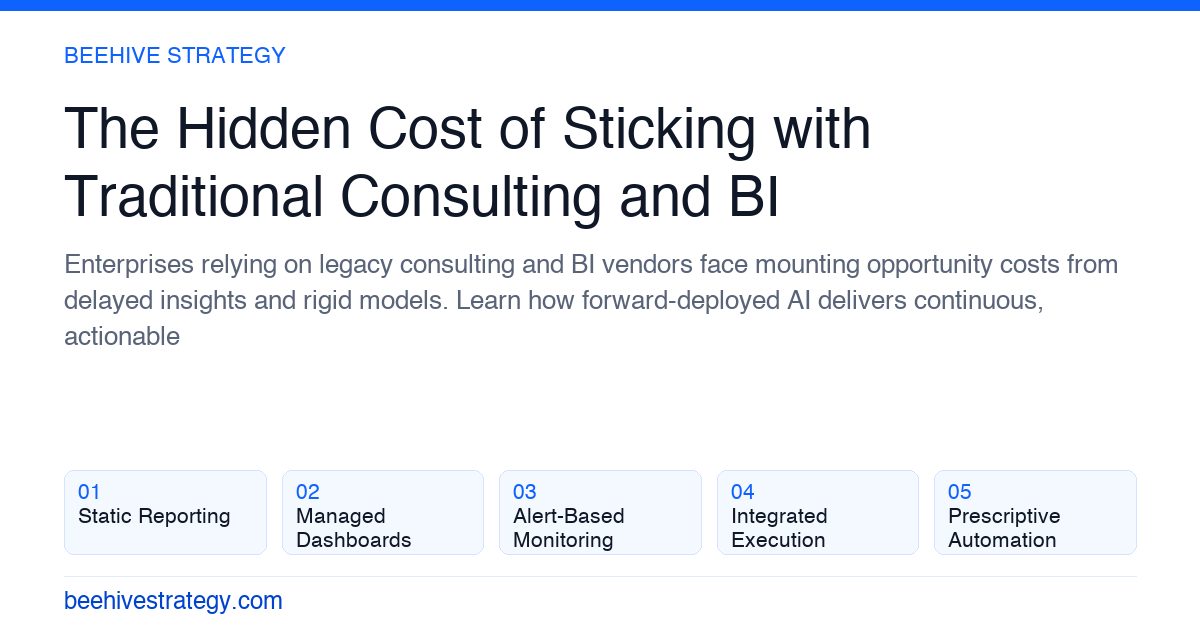 BEEHIVE STRATEGY
The Hidden Cost of Sticking with
Traditional Consulting and BI
Enterprises relying on legacy consulting and BI vendors face mounting opportunity costs from
delayed insights and rigid models. Learn how forward-deployed AI delivers continuous,
actionable
01
Static Reporting
02
Managed
Dashboards
03
Alert-Based
Monitoring
04
Integrated
Execution
05
Prescriptive
Automation
beehivestrategy.com